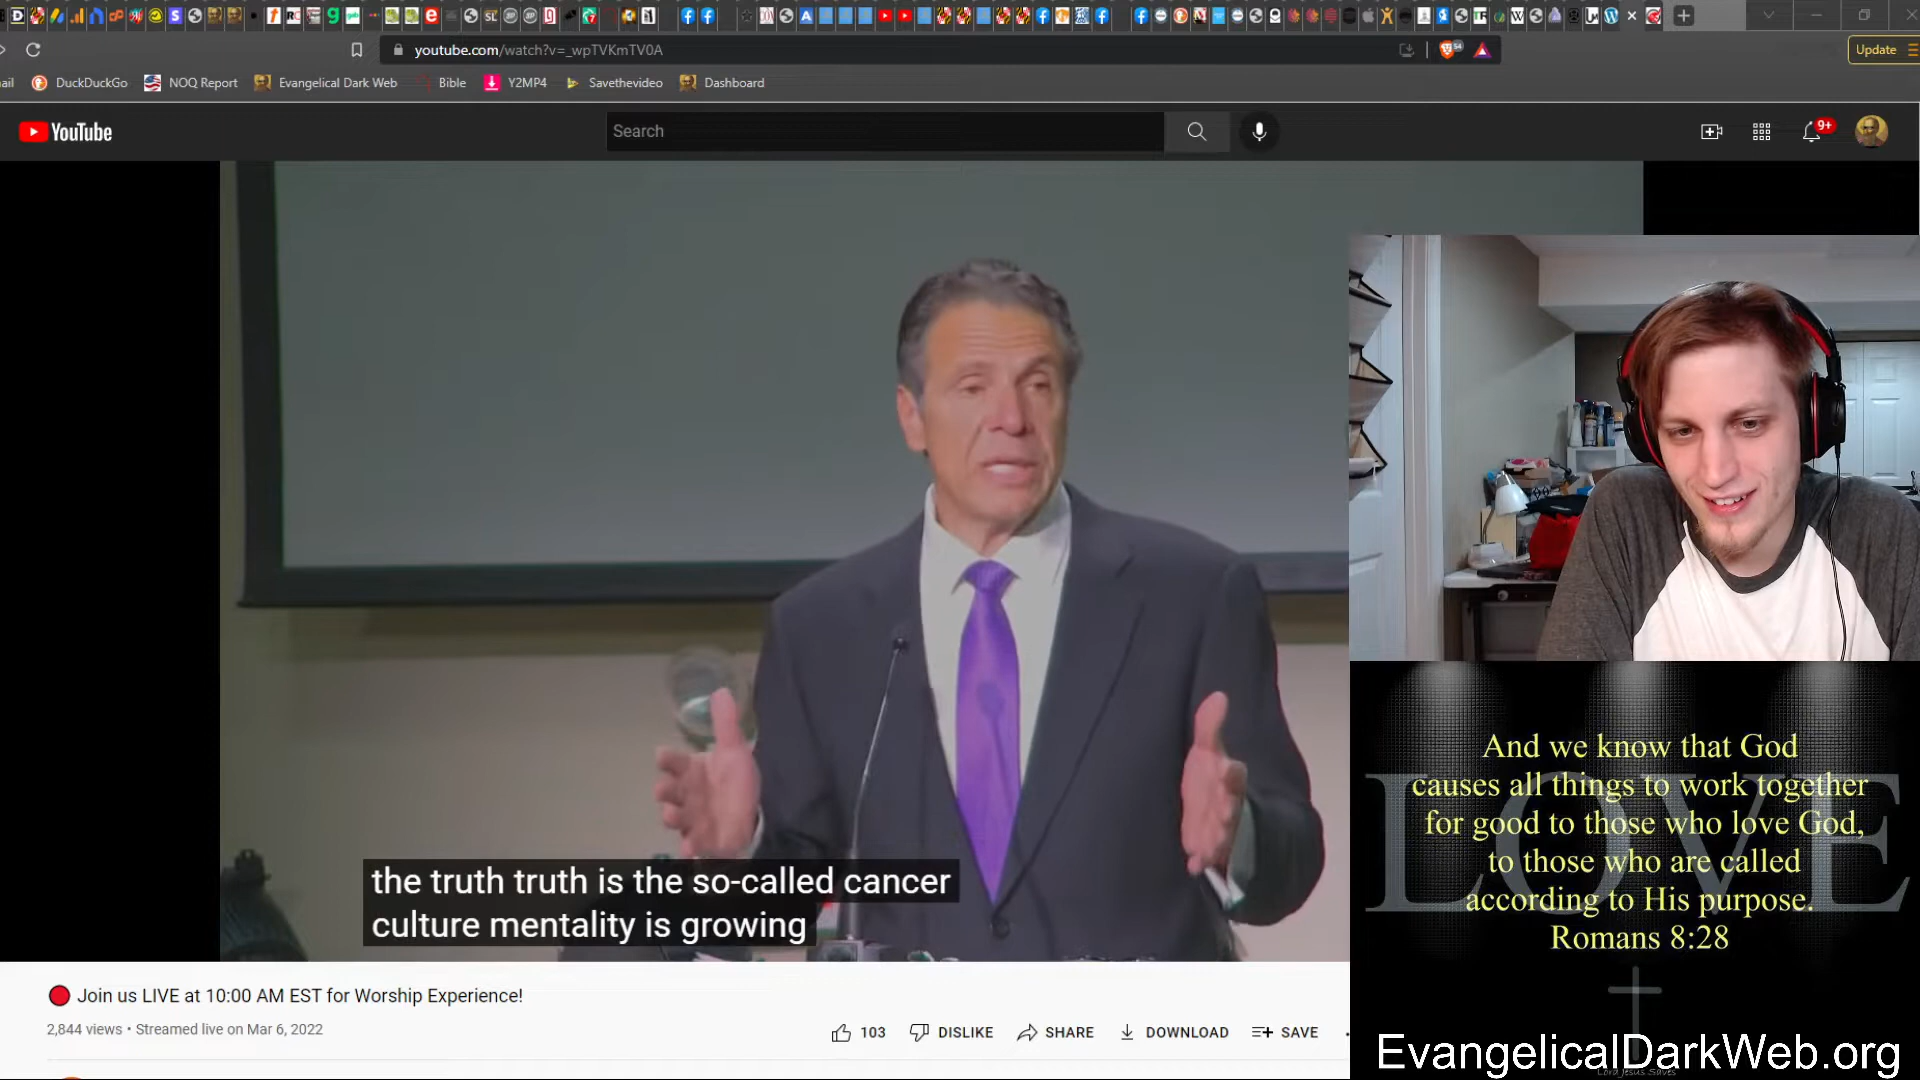 youtube.com/watch?v=_wpTVKmTV0A
Update
ail
DuckDuckGo
NOQ Report
Evangelical Dark Web
Bible
Y2MP4
Savethevideo
Dashboard
YouTube
Search
9+
the truth truth is the so-called cancer
culture mentality is growing
Join us LIVE at 10:00 AM EST for Worship Experience!
2,844 views • Streamed live on Mar 6, 2022
103
DISLIKE
SHARE
DOWNLOAD
SAVE
LOVE
And we know that God
causes all things to work together
for good to those who love God,
to those who are called
according to His purpose.
Romans 8:28
EvangelicalDarkWeb.org
Lord Jesus Saves